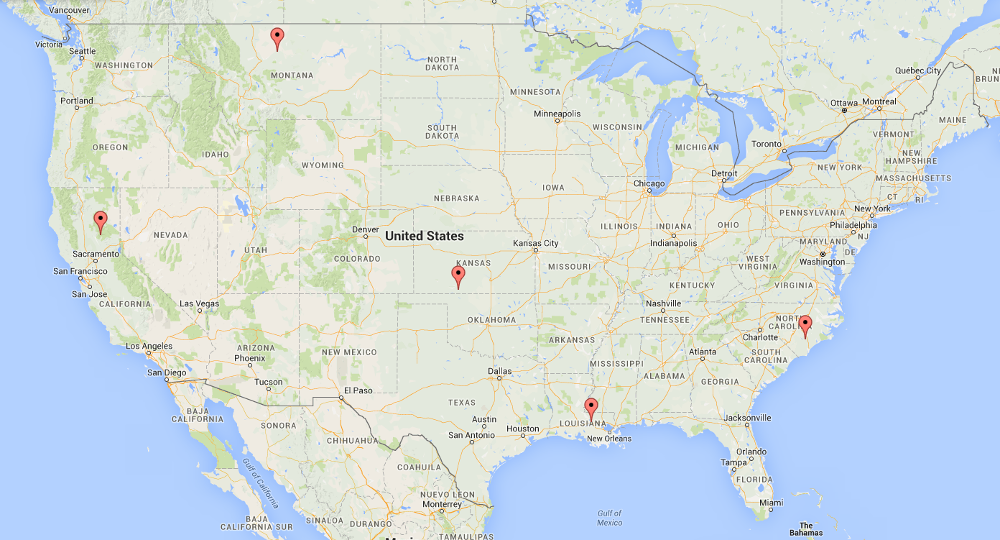 Vancouver
Victoria
Seattle
WASHINGTON
MONTANA
NORTH
DAKOTA
MINNESOTA
Minneapolis
Québec City
Ottawa
Montreal
MAINE
NE
BRUN
Portland
OREGON
IDAHO
SOUTH
DAKOTA
WISCONSIN
MICHIGAN
Toronto
VERMONT
NEW
HAMPSHIRE
NEW YORK
MASSACHUSETTS
CT
RI
WYOMING
Detroit
Chicago
IOWA
NEBRASKA
PENNSYLVANIA
New York
Philadelphia
NJ
NEVADA
UTAH
Denver
United States
COLORADO
KANSAS
Kansas City
ILLINOIS
INDIANA
Indianapolis
OHIO
MARYLAND
DE
Washington
WEST
VIRGINIA
VIRGINIA
MISSOURI
KENTUCKY
Sacramento
San Francisco
San Jose
CALIFORNIA
Las Vegas
Nashville
TENNESSEE
NORTH
CAROLINA
Charlotte
SOUTH
CAROLINA
OKLAHOMA
ARKANSAS
Los Angeles
San Diego
ARIZONA
Phoenix
Tucson
NEW MEXICO
El Paso
Dallas
TEXAS
MISSISSIPPI
ALABAMA
Atlanta
GEORGIA
BAJA
CALIFORNIA
SONORA
CHIHUAHUA
Austin
San Antonio
Houston
LOUISIANA
New Orleans
Jacksonville
Orlando
Tampa
FLORIDA
Miami
Gulf of
California
COAHUILA
NUEVO LEON
Monterrey
BAJA
CALIFORNIA SUR
SINALOA
DURANGO
TAMAULIPAS
Gulf of
Mexico
The
Bahamas